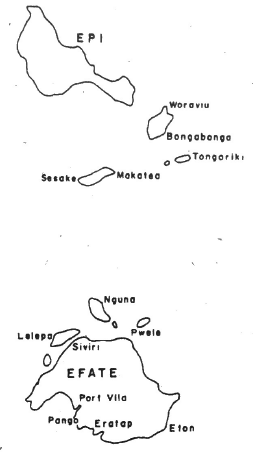 EPI
Woraviu
Bongabonga
Tongariki
Sesake Makatea
Nguna
Pwele
Lelepa
Siviri
EFATE
Port Vila
Pango Eratap Eton